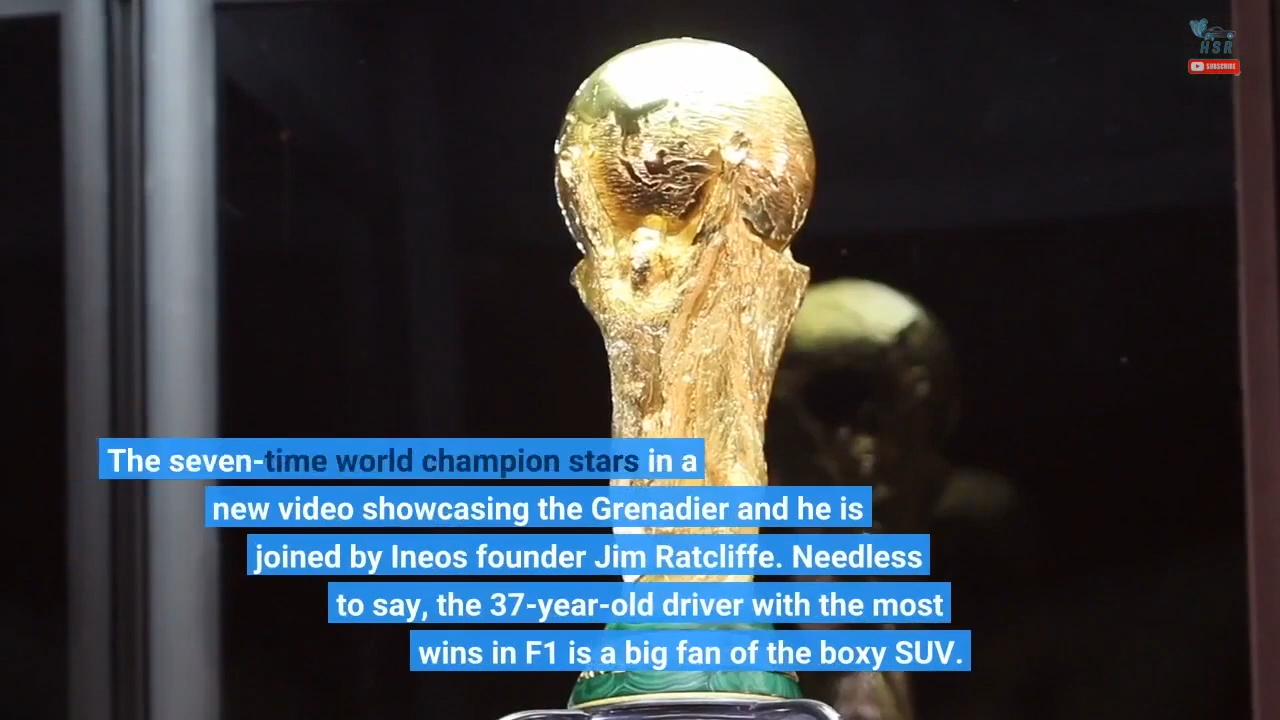 HSR
SUBSCRIBE
The seven-time world champion stars in a
new video showcasing the Grenadier and he is
joined by Ineos founder Jim Ratcliffe. Needless
to say, the 37-year-old driver with the most
wins in F1 is a big fan of the boxy SUV.